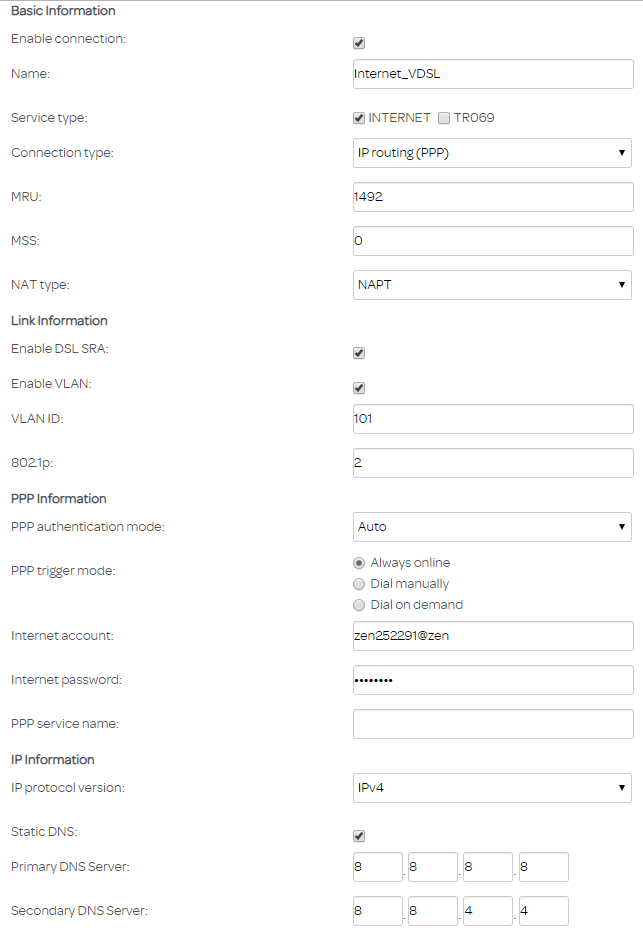 Basic Information
Enable connection:
Name: Internet_VDSL
Service type: INTERNET TR069
Connection type: IP routing (PPP)
MRU: 1492
MSS: 0
NAT type: NAPT
Link Information
Enable DSL SRA:
Enable VLAN:
VLAN ID: 101
802.1p: 2
PPP Information
PPP authentication mode: Auto
PPP trigger mode: Always online
Dial manually
Dial on demand
Internet account: zen252291@zen
Internet password: ••••••••
PPP service name:
IP Information
IP protocol version: IPv4
Static DNS:
Primary DNS Server: 8 . 8 . 8 . 8
Secondary DNS Server: 8 . 8 . 4 . 4